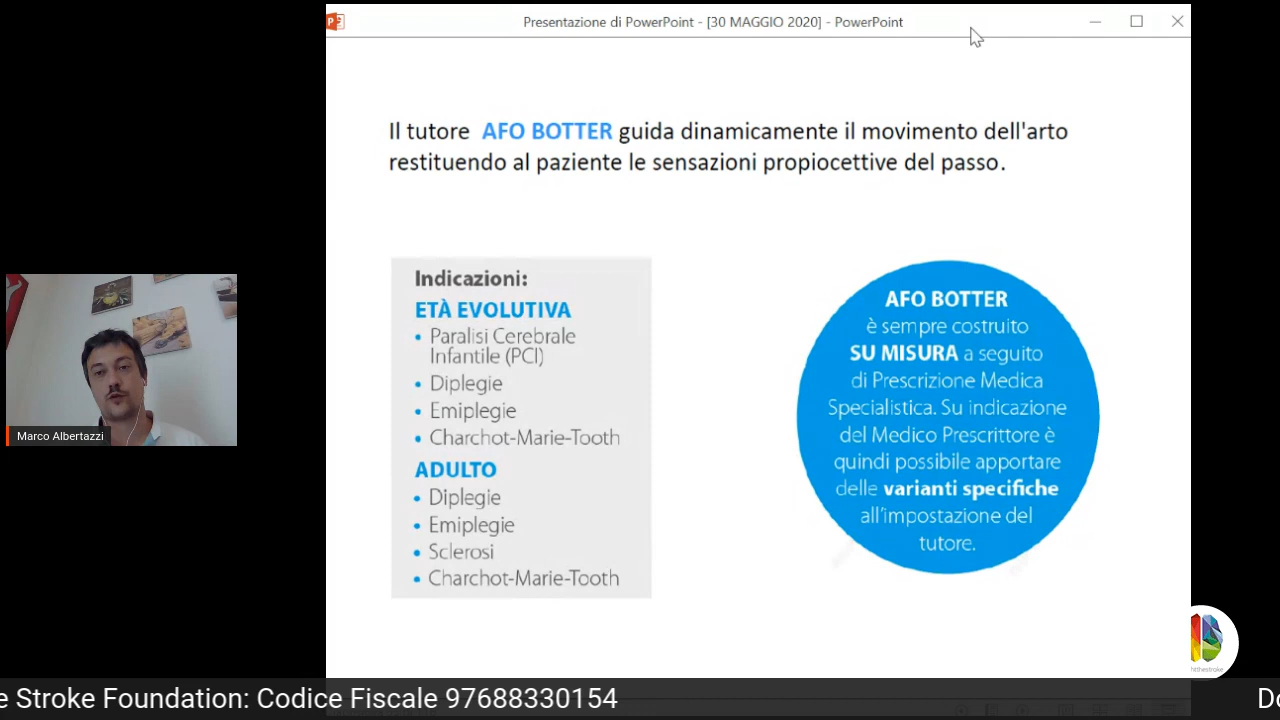 Presentazione di PowerPoint - [30 MAGGIO 2020] - PowerPoint
Il tutore AFO BOTTER guida dinamicamente il movimento dell'arto
restituendo al paziente le sensazioni propiocettive del passo.
Indicazioni:
ETÀ EVOLUTIVA
• Paralisi Cerebrale
Infantile (PCI)
• Diplegie
• Emiplegie
• Charchot-Marie-Tooth
ADULTO
• Diplegie
• Emiplegie
• Sclerosi
• Charchot-Marie-Tooth
AFO BOTTER
è sempre costruito
SU MISURA a seguito
di Prescrizione Medica
Specialistica. Su indicazione
del Medico Prescrittore è
quindi possibile apportare
delle varianti specifiche
all'impostazione del
tutore.
Marco Albertazzi
e Stroke Foundation: Codice Fiscale 97688330154